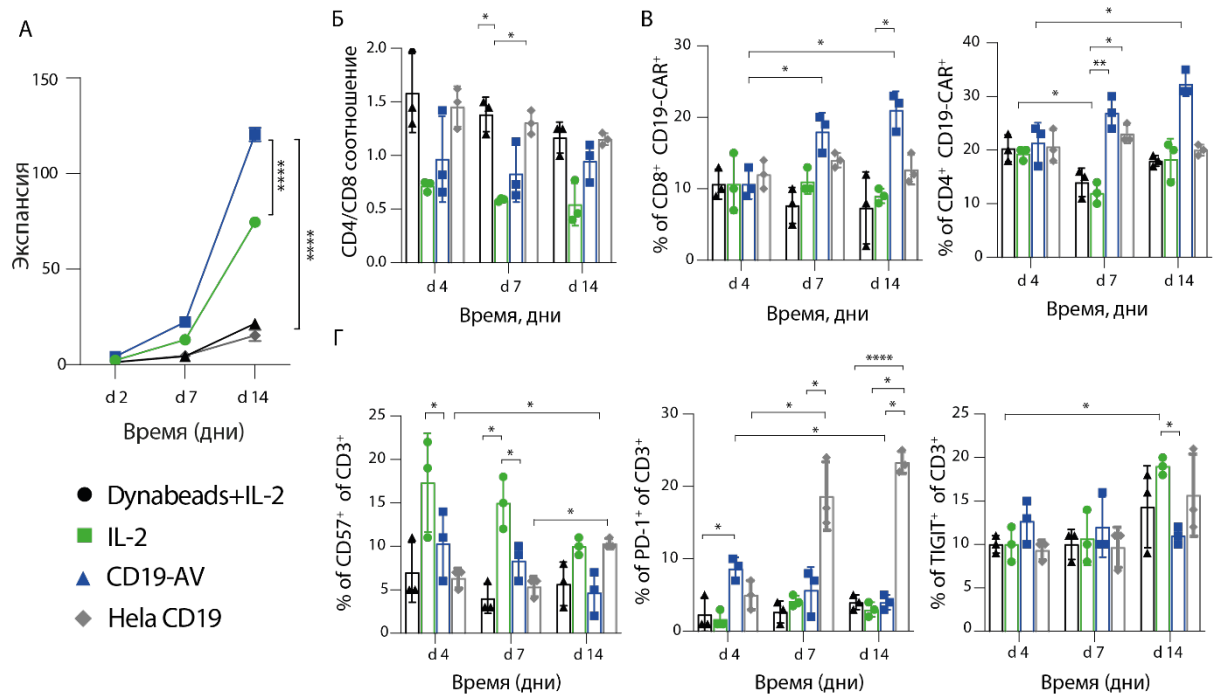 А
Экспансия
150
100
50
0
d 2
d 7
d 14
Время (дни)
****
****
Dynabeads+IL-2
IL-2
CD19-AV
Hela CD19
Б
CD4/CD8 соотношение
2.0
1.5
1.0
0.5
0.0
d 4
d 7
d 14
Время, дни
*
*
В
% of CD8⁺ CD19-CAR⁺
30
20
10
0
d 4
d 7
d 14
Время, дни
*
*
*
% of CD4⁺ CD19-CAR⁺
40
30
20
10
d 4
d 7
d 14
Время, дни
*
*
**
*
Г
% of CD57⁺ of CD3⁺
25
20
15
10
5
0
d 4
d 7
d 14
Время (дни)
*
*
*
*
*
% of PD-1⁺ of CD3⁺
30
20
10
0
d 4
d 7
d 14
Время (дни)
****
*
*
*
*
*
*
% of TIGIT⁺ of CD3⁺
25
20
15
10
5
0
d 4
d 7
d 14
Время (дни)
*
*